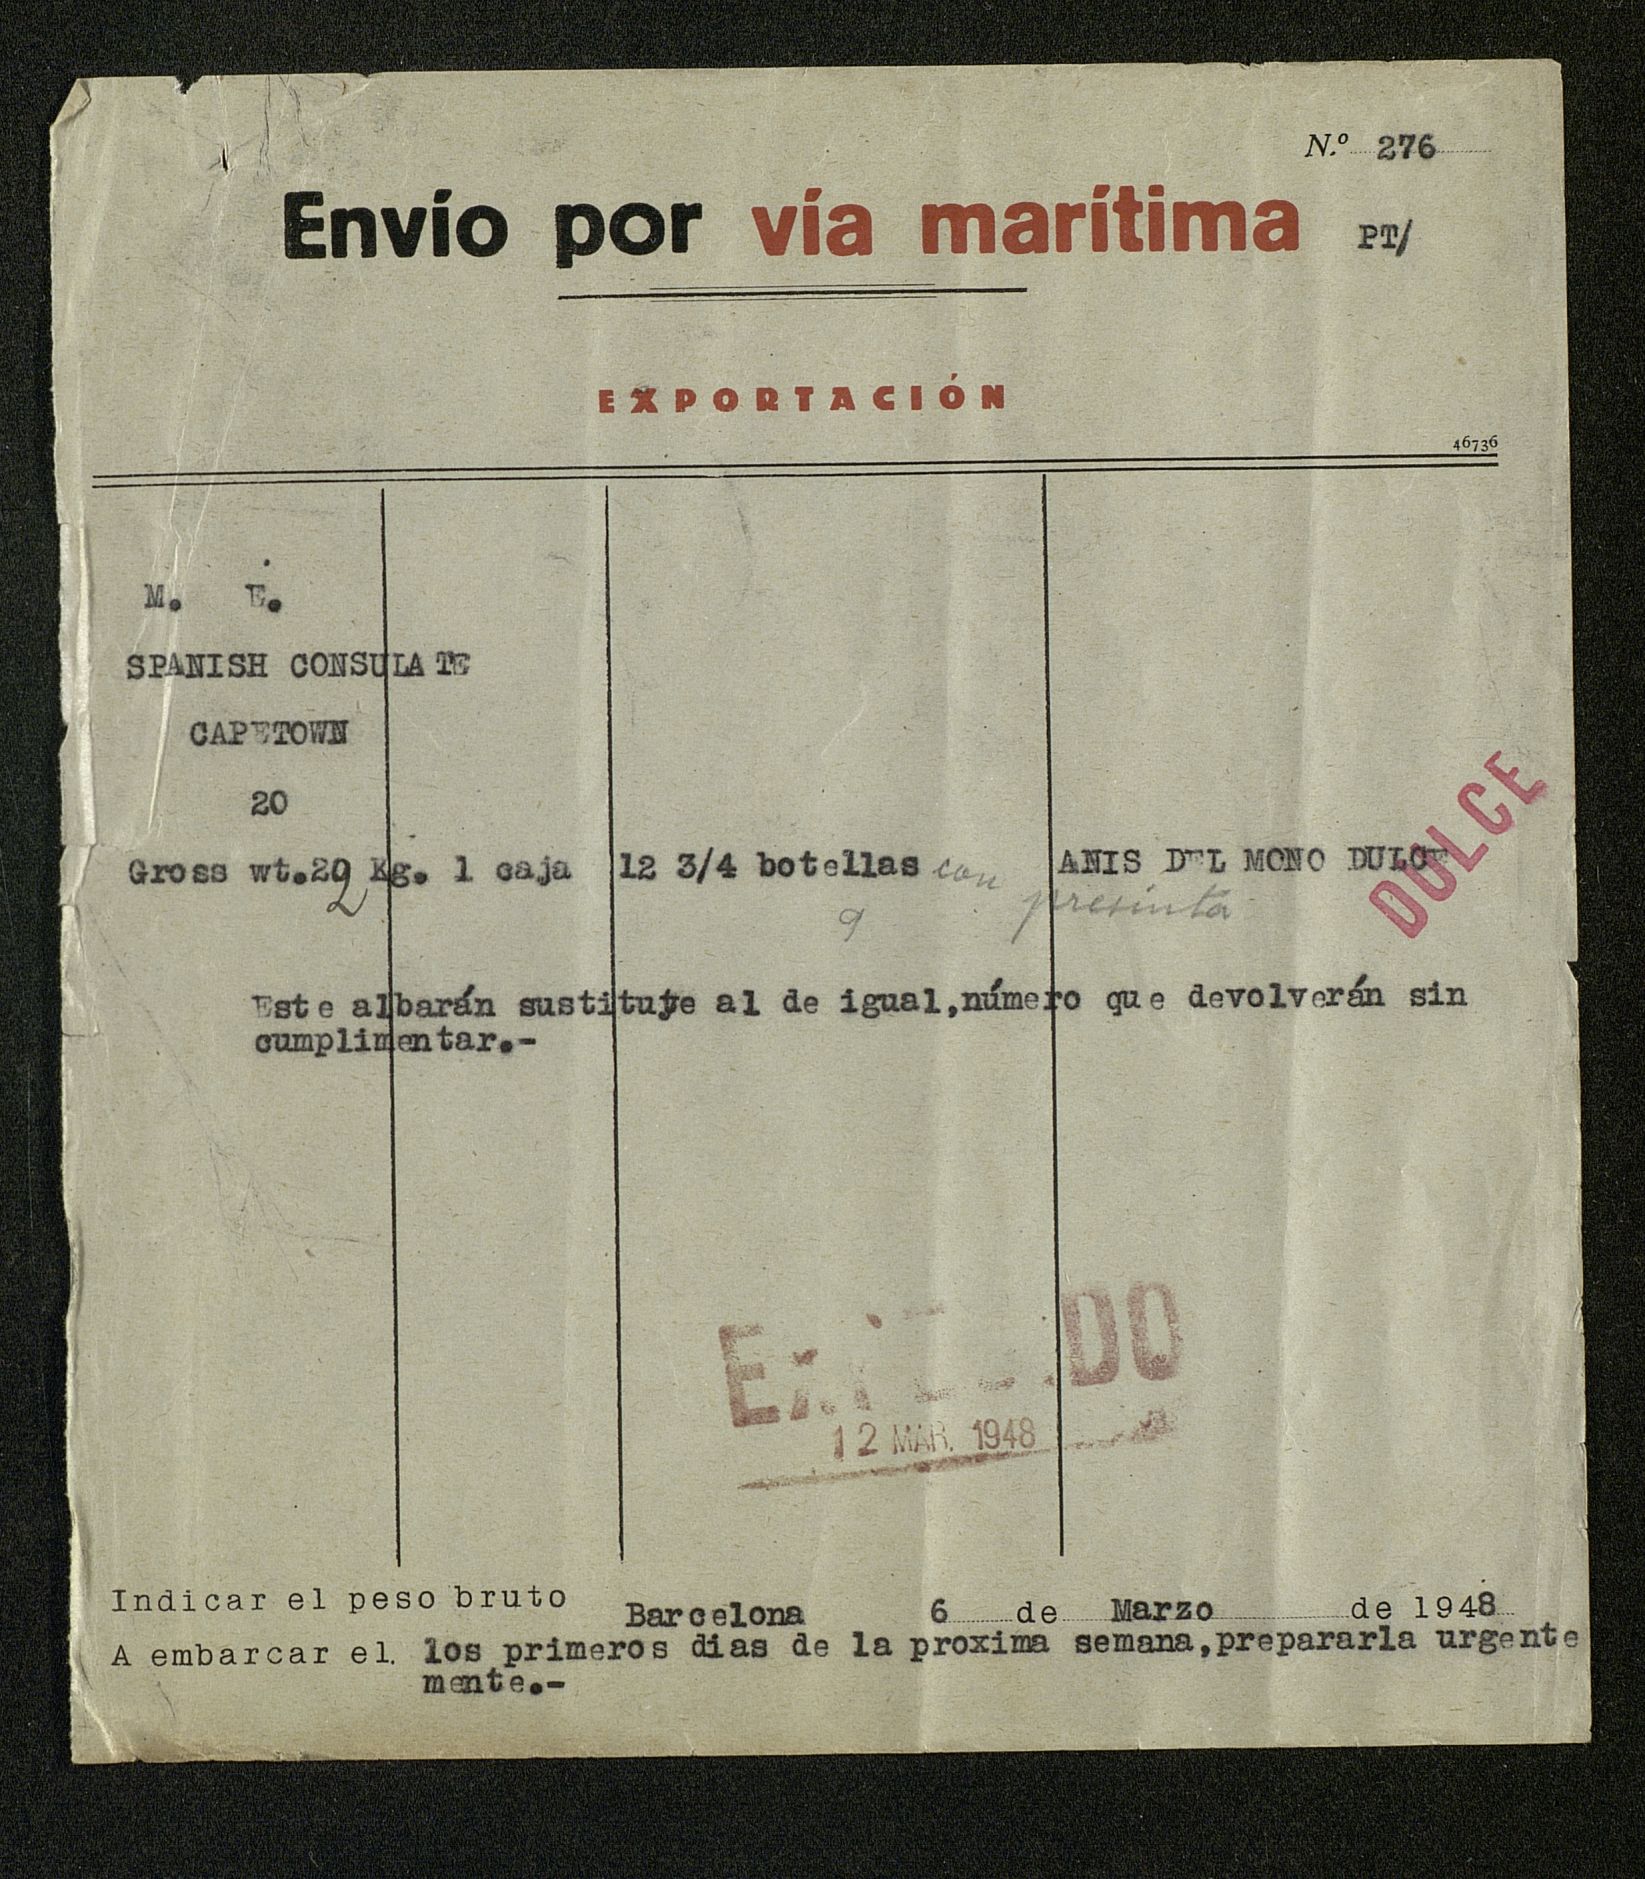 N.º 276
Envío por vía marítima PT/
EXPORTACIÓN
46736
M. E.
SPANISH CONSULATE
CAPETOWN
20
DULCE
Gross wt.20 Kg. 1 caja 12 3/4 botellas con ANIS DEL MONO DULCE
2 9 presinta
Este albarán sustituye al de igual,número que devolverán sin
cumplimentar.-
12 MAR. 1948
Indicar el peso bruto
Barcelona 6 de Marzo de 1948
A embarcar el. los primeros dias de la proxima semana,prepararla urgente
mente.-